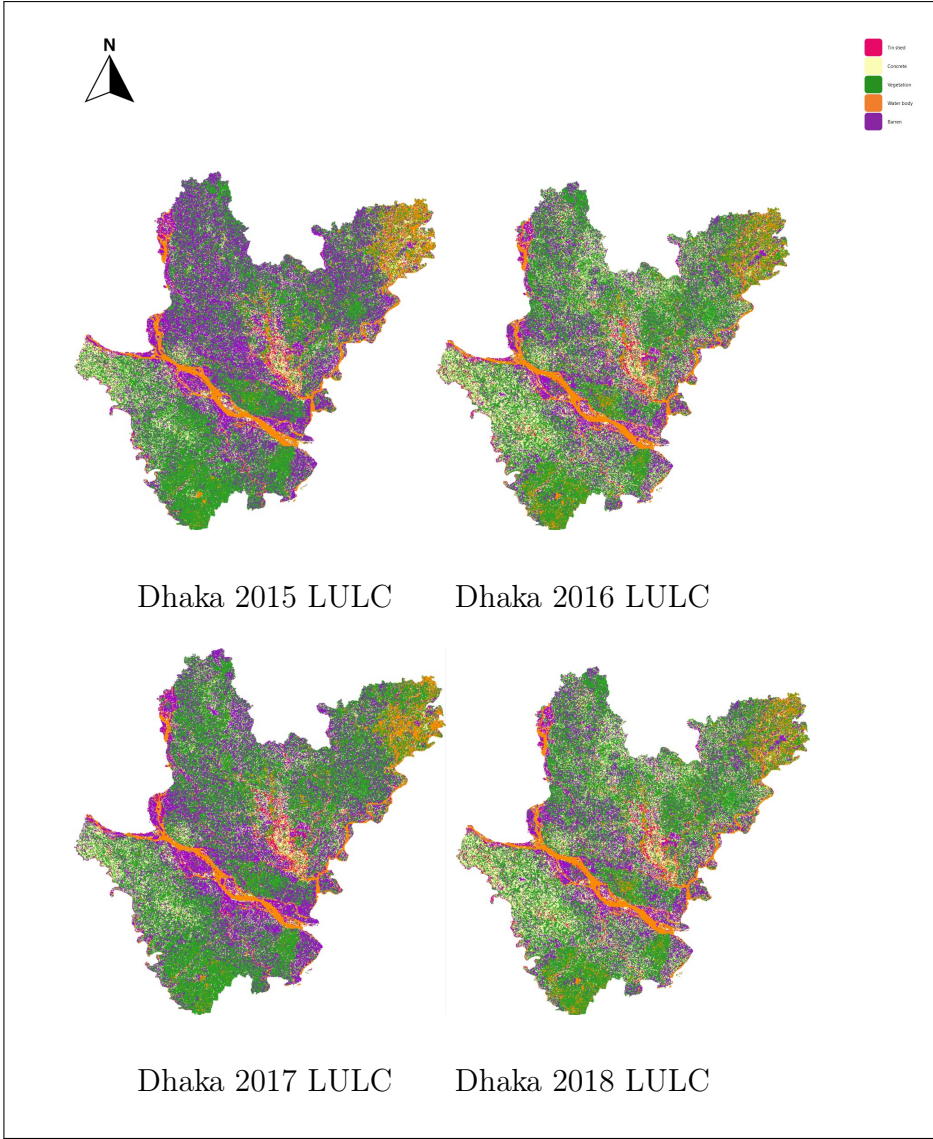 N
Tin shed
Concrete
Vegetation
Water body
Barren
Dhaka 2015 LULC
Dhaka 2016 LULC
Dhaka 2017 LULC
Dhaka 2018 LULC